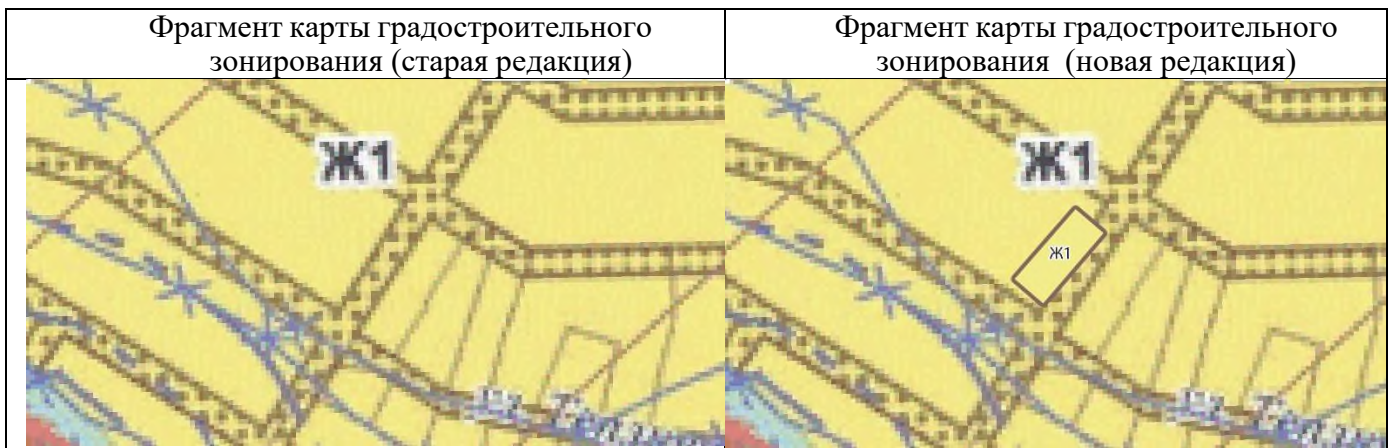 Фрагмент карты градостроительного
зонирования (старая редакция)
Фрагмент карты градостроительного
зонирования (новая редакция)
Ж1
Ж1
Ж1